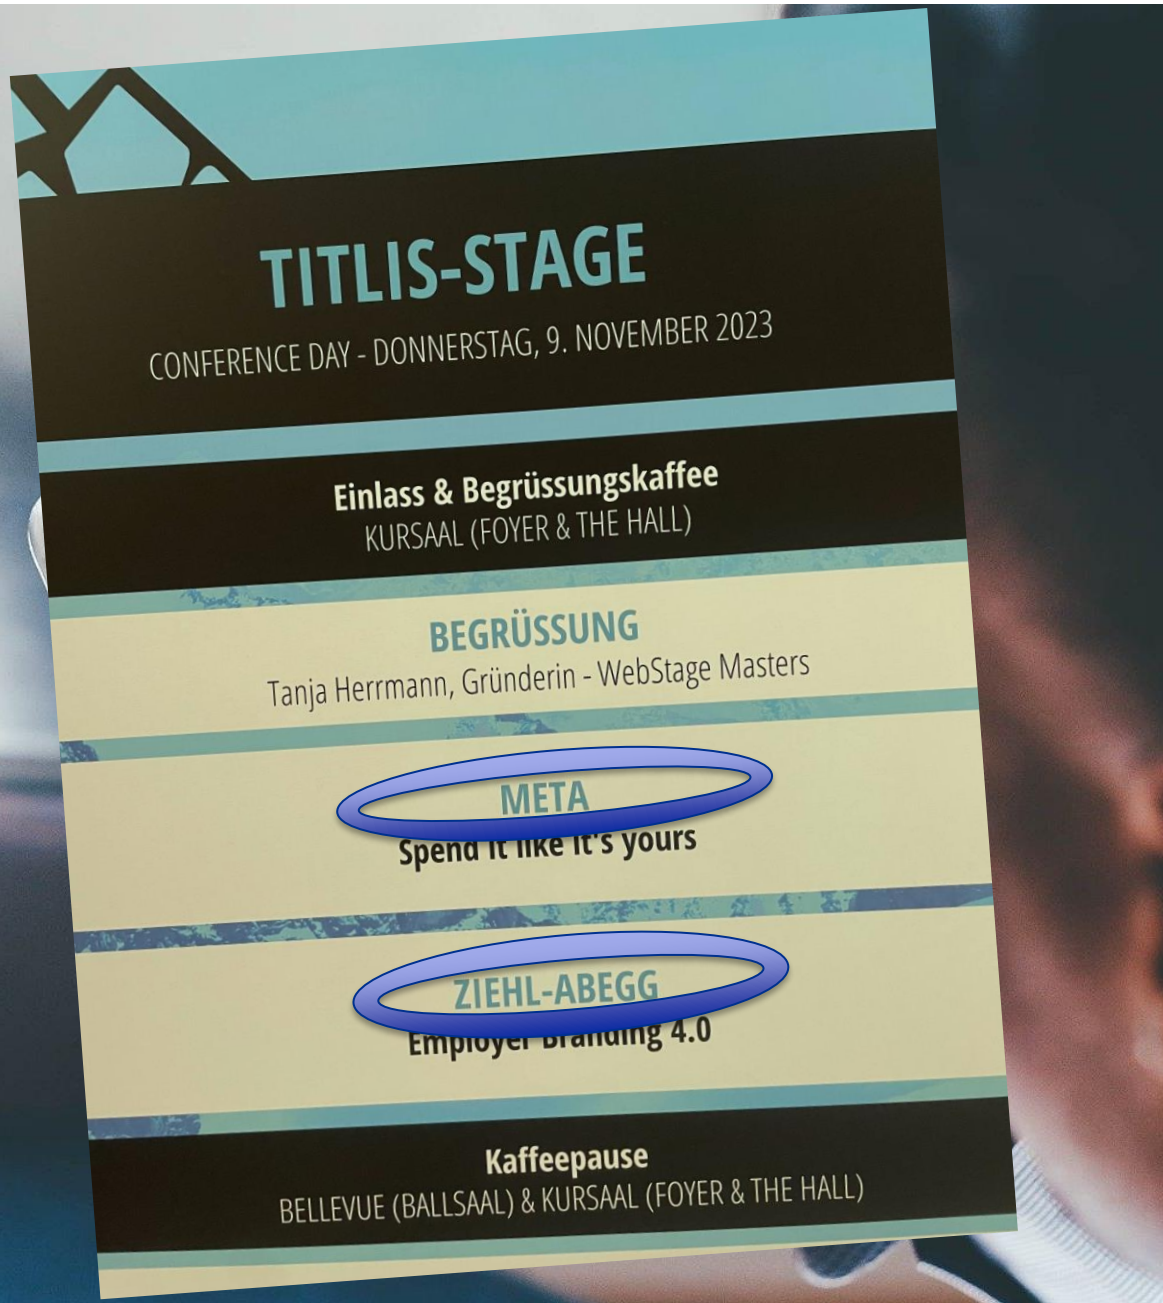 TITLIS-STAGE
CONFERENCE DAY - DONNERSTAG, 9. NOVEMBER 2023
Einlass & Begrüssungskaffee
KURSAAL (FOYER & THE HALL)
BEGRÜSSUNG
Tanja Herrmann, Gründerin - WebStage Masters
META
Spend it like it's yours
ZIEHL-ABEGG
Employer Branding 4.0
Kaffeepause
BELLEVUE (BALLSAAL) & KURSAAL (FOYER & THE HALL)